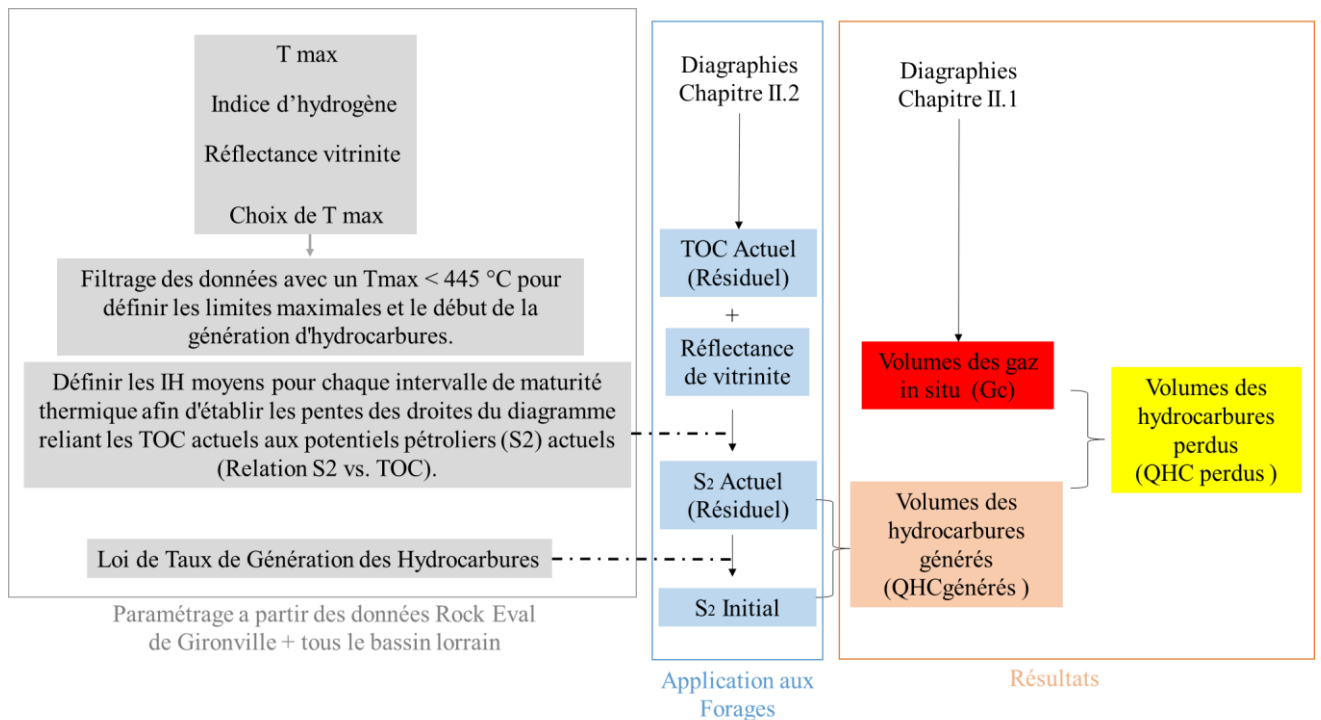 T max
Indice d’hydrogène
Réflectance vitrinite
Choix de T max
Filtrage des données avec un Tmax < 445 °C pour
définir les limites maximales et le début de la
génération d'hydrocarbures.
Définir les IH moyens pour chaque intervalle de maturité
thermique afin d'établir les pentes des droites du diagramme
reliant les TOC actuels aux potentiels pétroliers (S2) actuels
(Relation S2 vs. TOC).
Loi de Taux de Génération des Hydrocarbures
Paramétrage a partir des données Rock Eval
de Gironville + tous le bassin lorrain
Diagraphies
Chapitre II.2
TOC Actuel
(Résiduel)
+
Réflectance
de vitrinite
S2 Actuel
(Résiduel)
S2 Initial
Application aux
Forages
Diagraphies
Chapitre II.1
Volumes des gaz
in situ (Gc)
Volumes des
hydrocarbures
générés
(QHCgénérés )
Volumes des
hydrocarbures
perdus
(QHC perdus )
Résultats